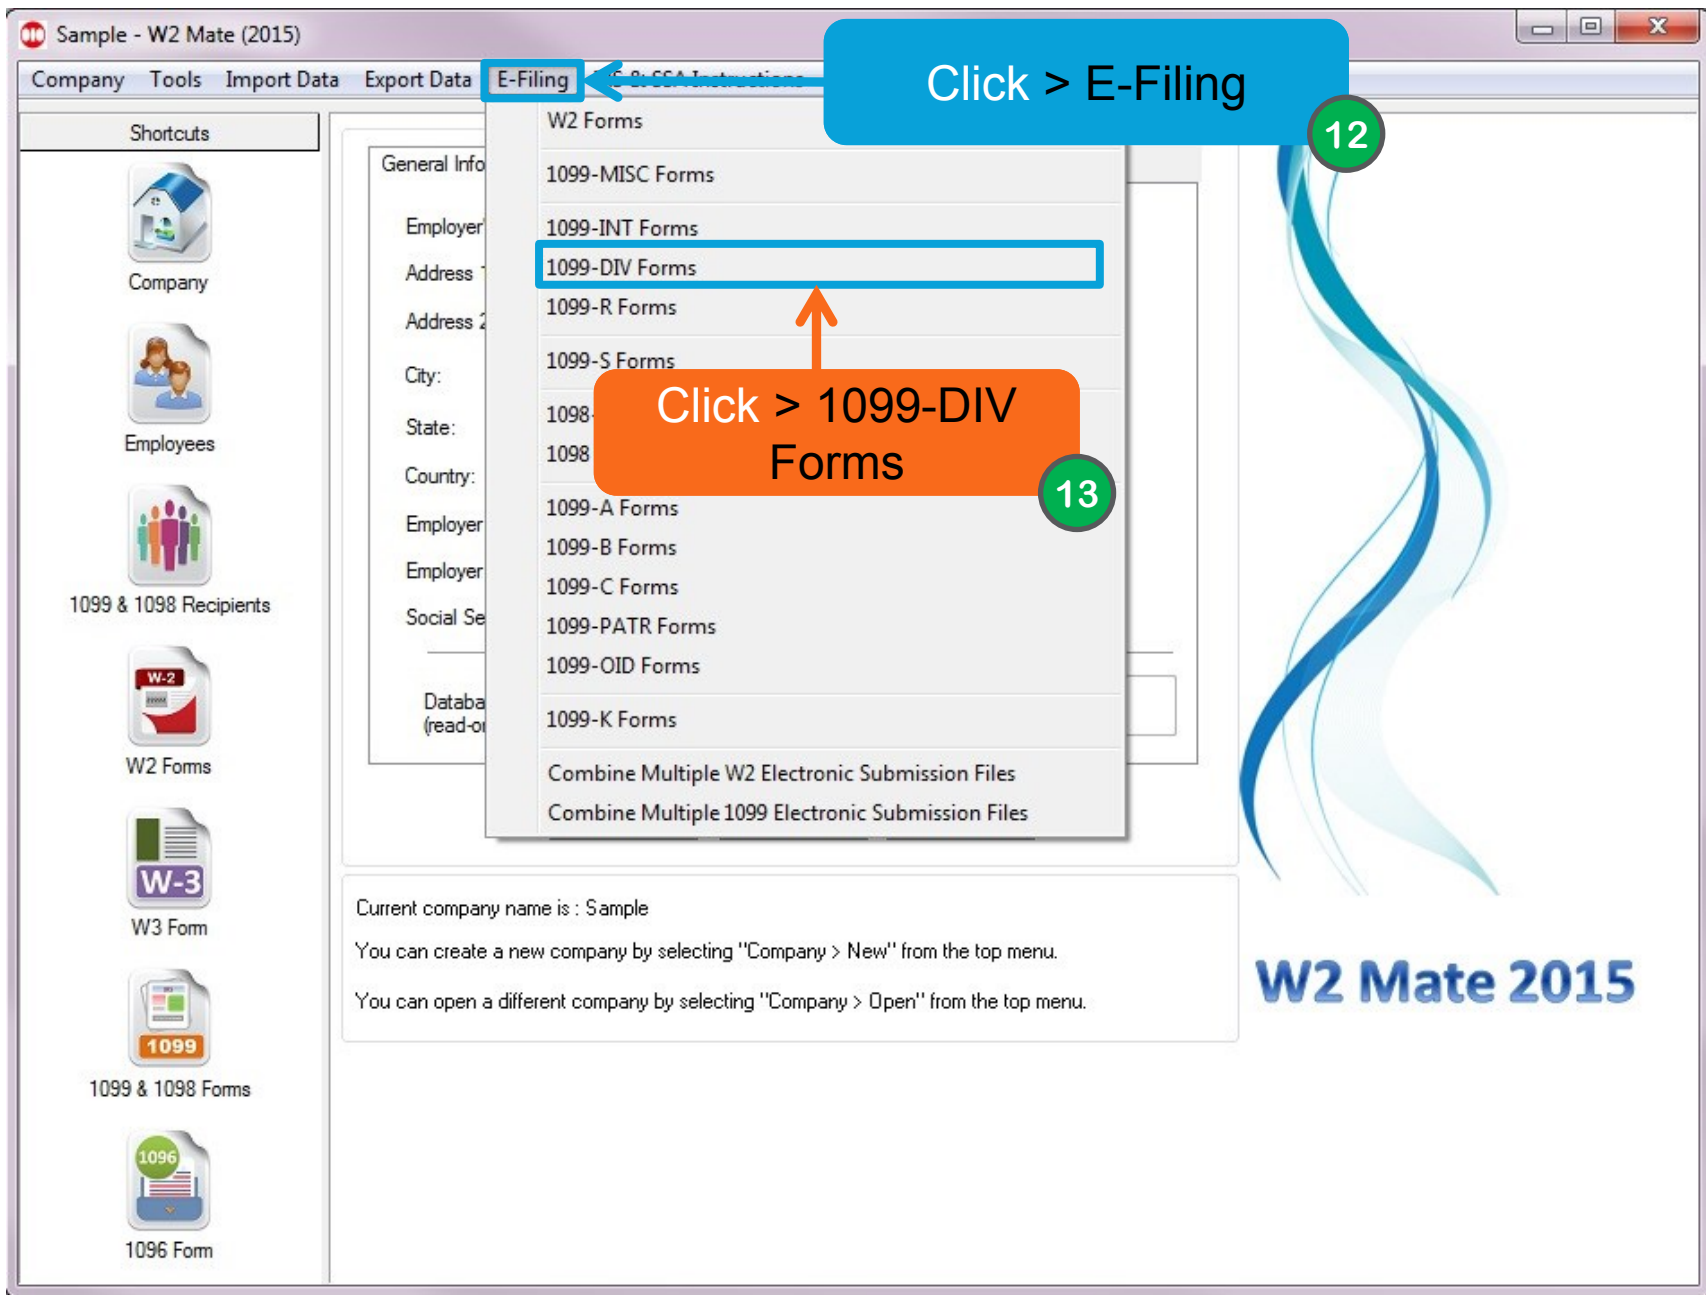 Sample - W2 Mate (2015)
Company Tools Import Data Export Data E-Filing & SSA Instructions
Click > E-Filing
12
Shortcuts
Company
Employees
1099 & 1098 Recipients
W-2
W2 Forms
W-3
W3 Form
1099
1099 & 1098 Forms
1096
1096 Form
General Info
Employer'
Address 1
Address 2
City:
State:
Country:
Employer
Employer
Social Se
Databa
(read-o
W2 Forms
1099-MISC Forms
1099-INT Forms
1099-DIV Forms
1099-R Forms
1099-S Forms
1098-
1098
1099-A Forms
1099-B Forms
1099-C Forms
1099-PATR Forms
1099-OID Forms
1099-K Forms
Combine Multiple W2 Electronic Submission Files
Combine Multiple 1099 Electronic Submission Files
Click > 1099-DIV
Forms
13
Current company name is : Sample
You can create a new company by selecting "Company > New" from the top menu.
You can open a different company by selecting "Company > Open" from the top menu.
W2 Mate 2015